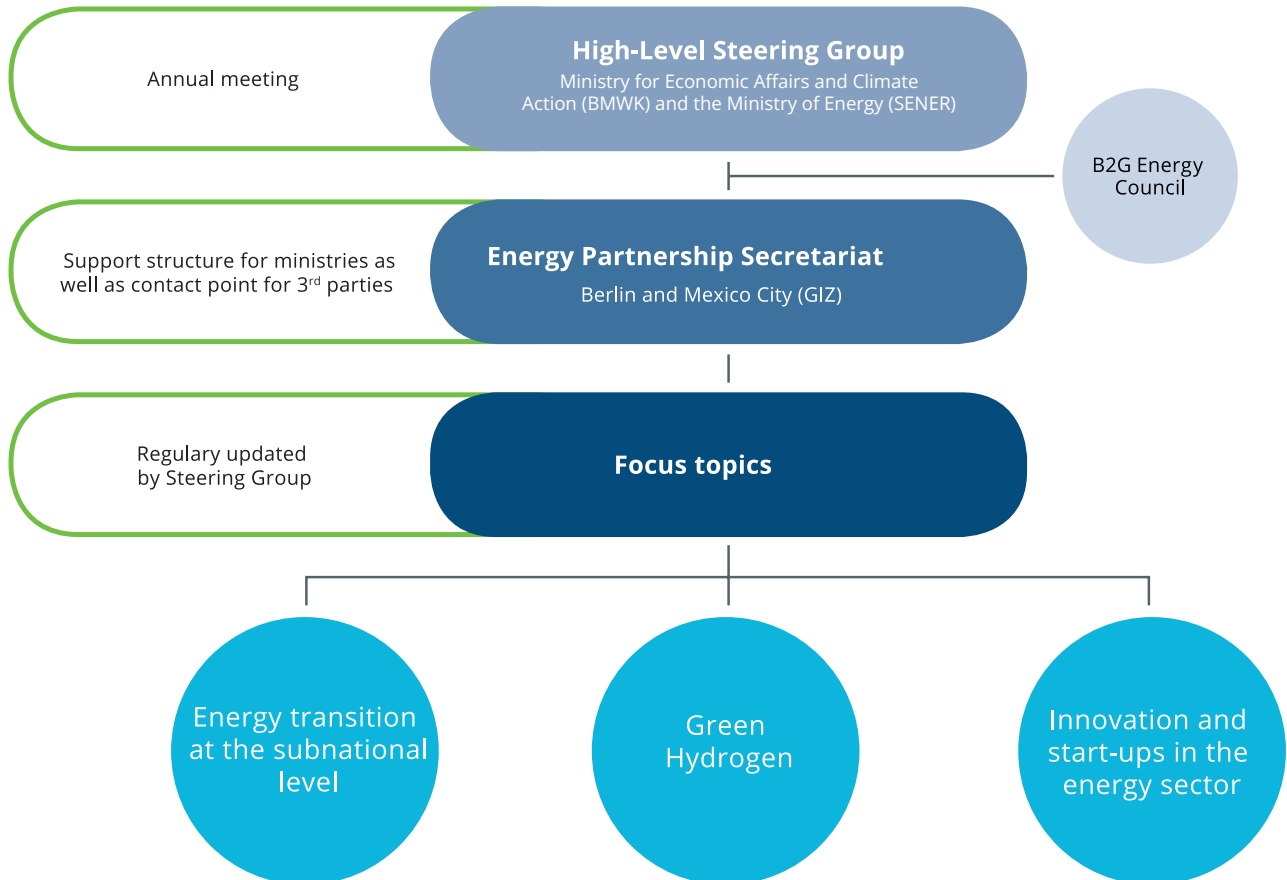 Annual meeting
High-Level Steering Group
Ministry for Economic Affairs and Climate
Action (BMWK) and the Ministry of Energy (SENER)
B2G Energy
Council
Support structure for ministries as
well as contact point for 3rd parties
Energy Partnership Secretariat
Berlin and Mexico City (GIZ)
Regulary updated
by Steering Group
Focus topics
Energy transition
at the subnational
level
Green
Hydrogen
Innovation and
start-ups in the
energy sector